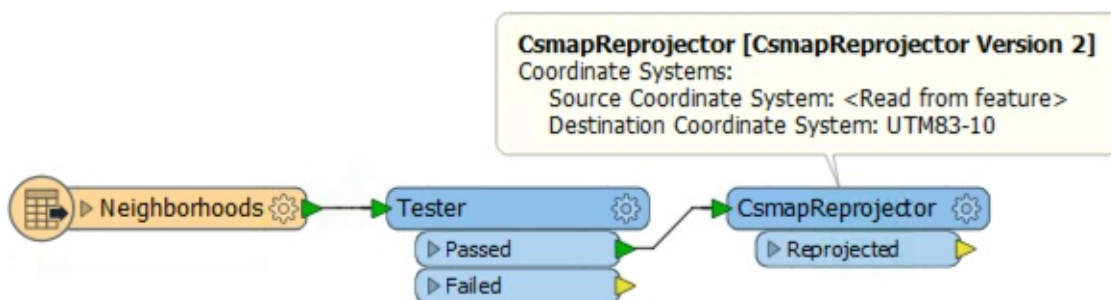 CsmapReprojector [CsmapReprojector Version 2]
Coordinate Systems:
Source Coordinate System: <Read from feature>
Destination Coordinate System: UTM83-10
Neighborhoods
Tester
CsmapReprojector
Passed
Reprojected
Failed